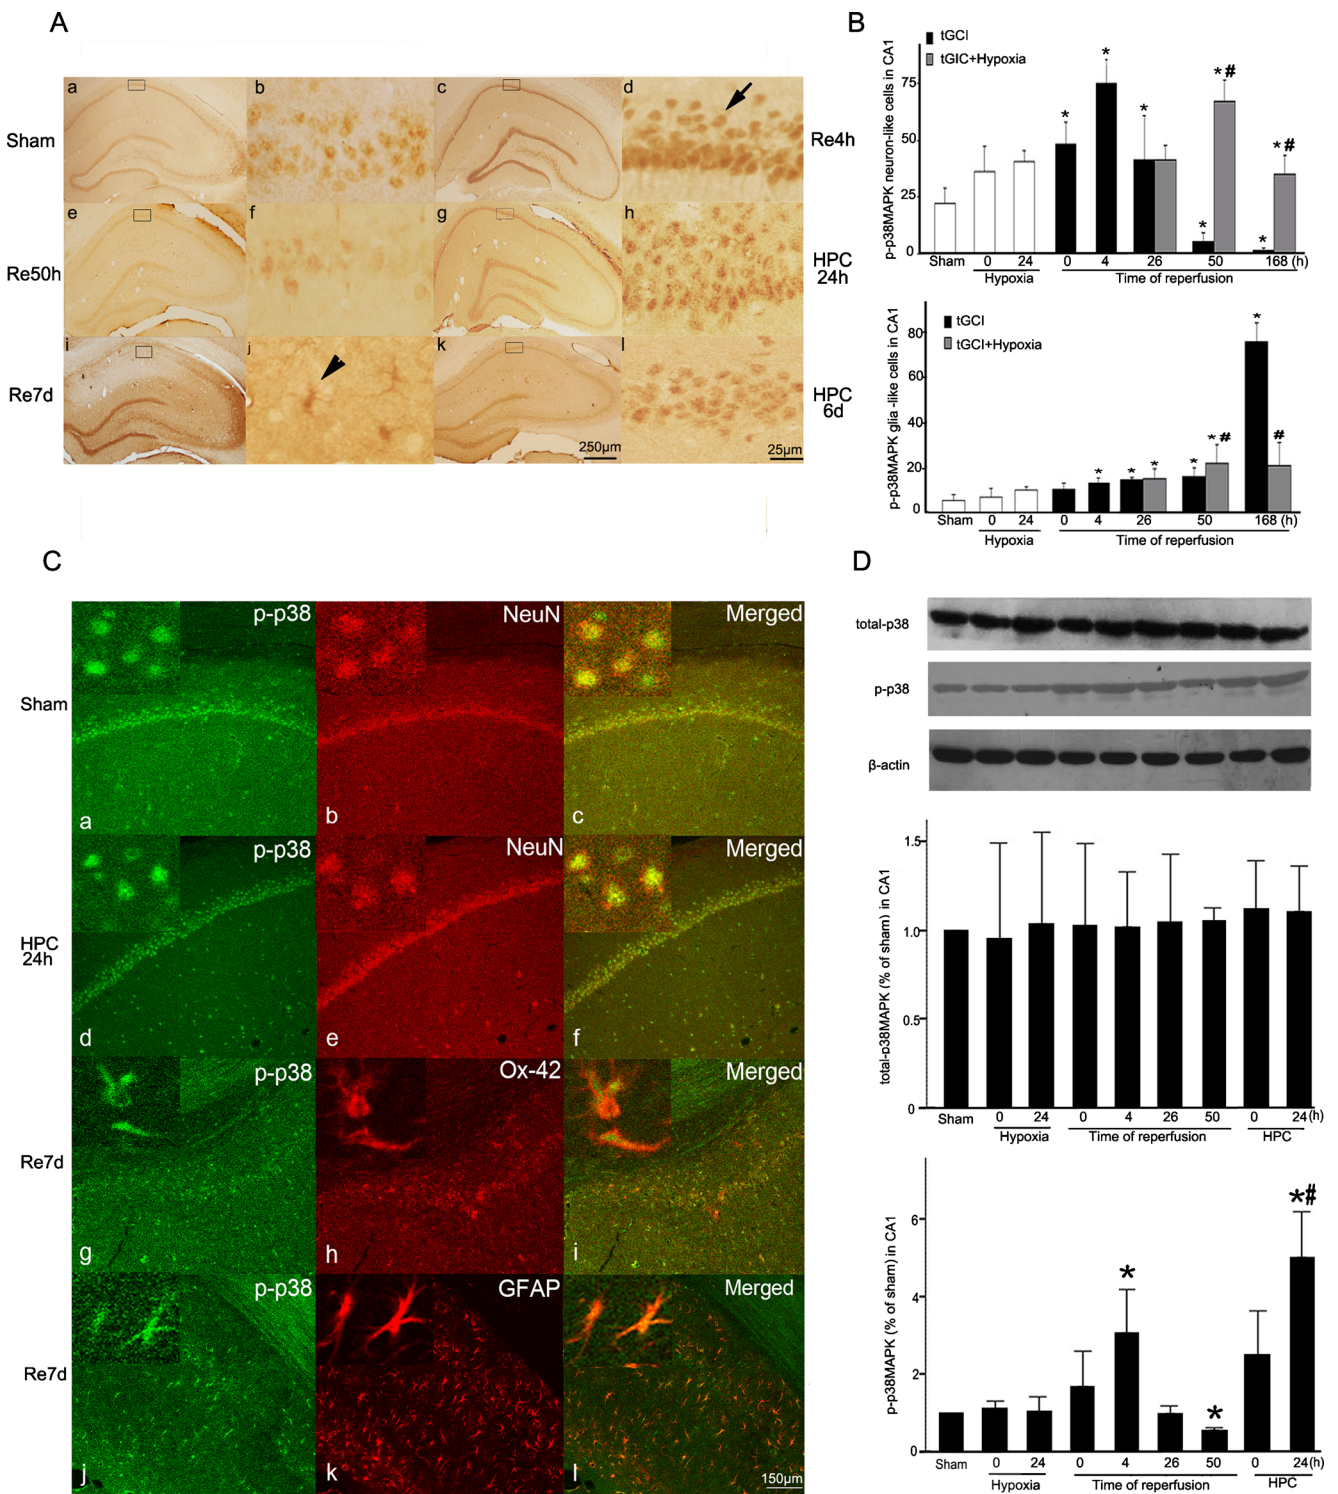 A
a
b
c
d
Sham
Re4h
e
f
g
h
Re50h
HPC
24h
i
j
k
l
Re7d
HPC
6d
250μm
25μm
B
p-p38MAPK neuron-like cells in CA1
tGCI
tGIC+Hypoxia
75
50
25
0
* * * *# * *# *
Sham
0 24
0 4 26 50 168 (h)
Hypoxia
Time of reperfusion
p-p38MAPK glia -like cells in CA1
tGCI
tGCI+Hypoxia
80
60
40
20
0
* * * * *# * #
Sham
0 24
0 4 26 50 168 (h)
Hypoxia
Time of reperfusion
C
p-p38
NeuN
Merged
Sham
a
b
c
p-p38
NeuN
Merged
HPC
24h
d
e
f
p-p38
Ox-42
Merged
Re7d
g
h
i
p-p38
GFAP
Merged
Re7d
j
k
l
150μm
D
total-p38
p-p38
β-actin
total-p38MAPK (% of sham) in CA1
1.5
1.0
0.5
0
Sham
0 24 0 4 26 50 0 24(h)
Hypoxia
Time of reperfusion
HPC
p-p38MAPK (% of sham) in CA1
6
4
2
0
* * *#
Sham
0 24 0 4 26 50 0 24(h)
Hypoxia
Time of reperfusion
HPC